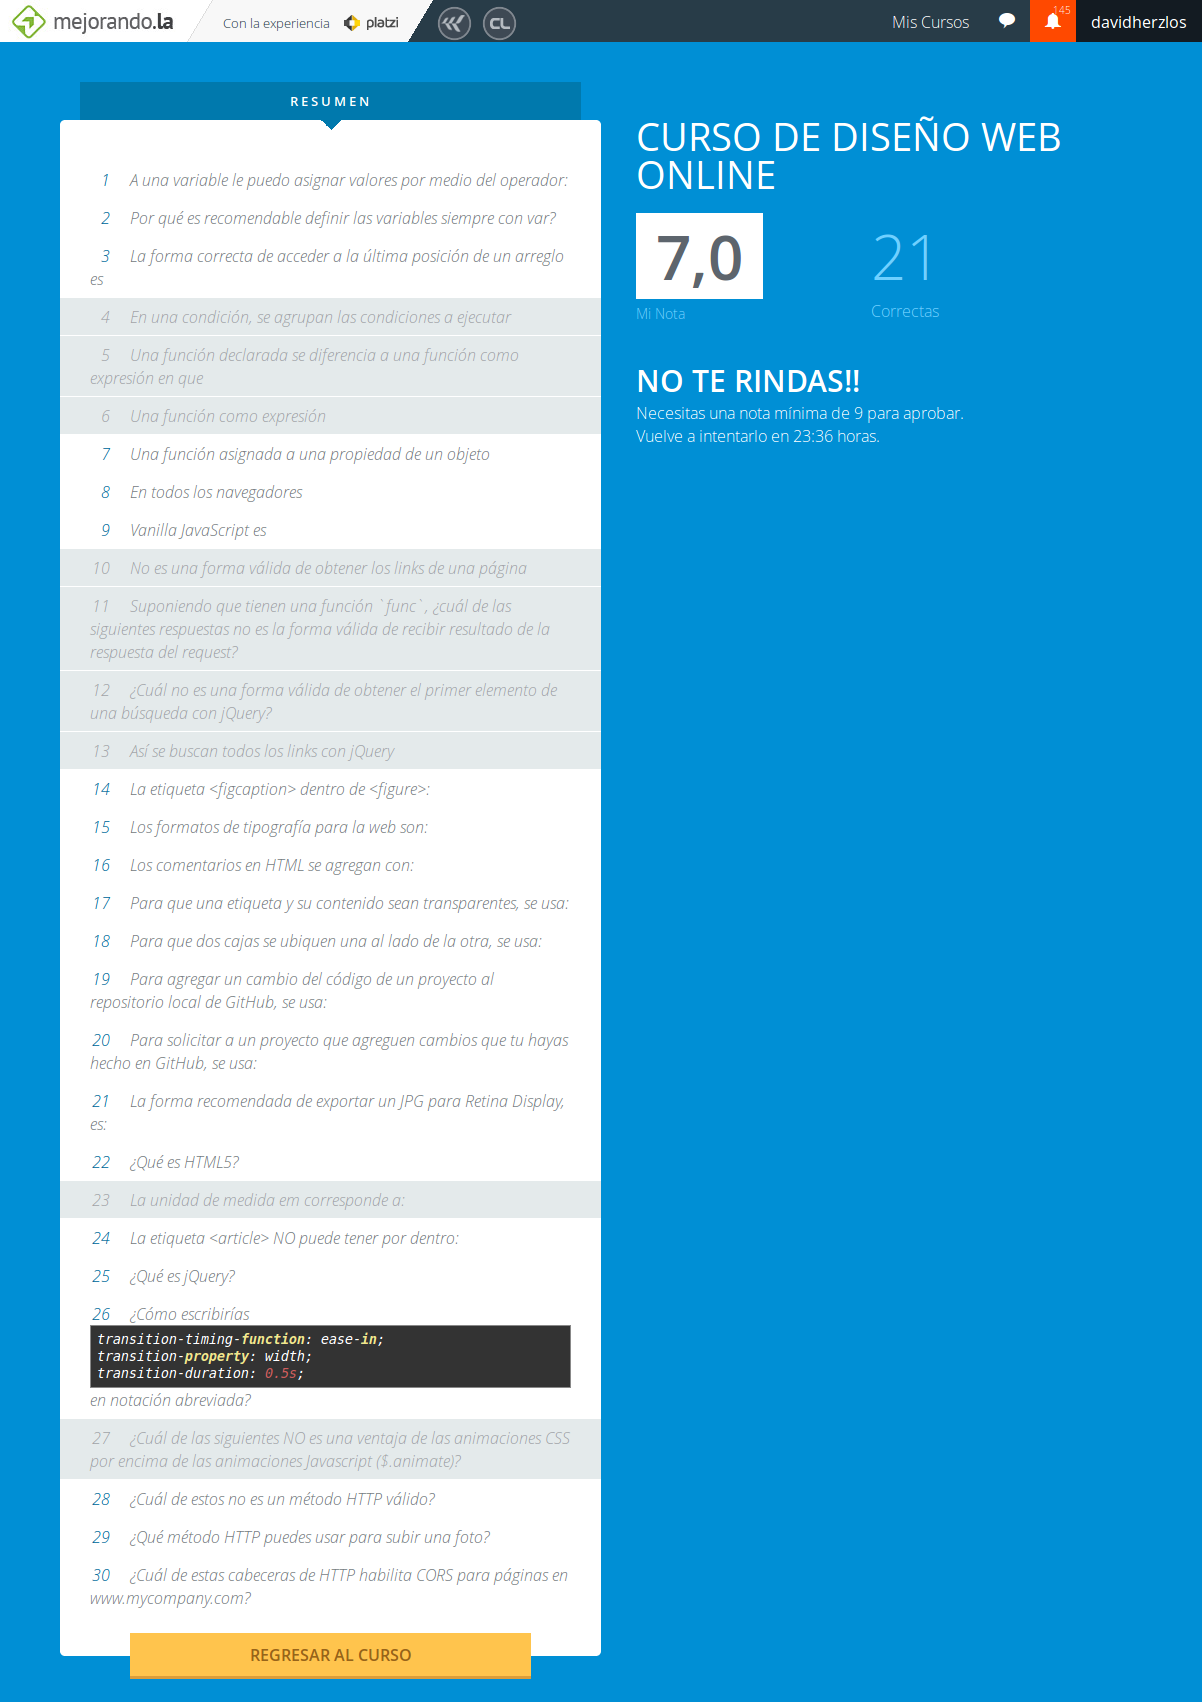 mejorando.la
Con la experiencia platzi
CL
Mis Cursos
145
davidherzlos
RESUMEN
1 A una variable le puedo asignar valores por medio del operador:
2 Por qué es recomendable definir las variables siempre con var?
3 La forma correcta de acceder a la última posición de un arreglo
es
4 En una condición, se agrupan las condiciones a ejecutar
5 Una función declarada se diferencia a una función como
expresión en que
6 Una función como expresión
7 Una función asignada a una propiedad de un objeto
8 En todos los navegadores
9 Vanilla JavaScript es
10 No es una forma válida de obtener los links de una página
11 Suponiendo que tienen una función `func`, ¿cuál de las
siguientes respuestas no es la forma válida de recibir resultado de la
respuesta del request?
12 ¿Cuál no es una forma válida de obtener el primer elemento de
una búsqueda con jQuery?
13 Así se buscan todos los links con jQuery
14 La etiqueta <figcaption> dentro de <figure>:
15 Los formatos de tipografía para la web son:
16 Los comentarios en HTML se agregan con:
17 Para que una etiqueta y su contenido sean transparentes, se usa:
18 Para que dos cajas se ubiquen una al lado de la otra, se usa:
19 Para agregar un cambio del código de un proyecto al
repositorio local de GitHub, se usa:
20 Para solicitar a un proyecto que agreguen cambios que tu hayas
hecho en GitHub, se usa:
21 La forma recomendada de exportar un JPG para Retina Display,
es:
22 ¿Qué es HTML5?
23 La unidad de medida em corresponde a:
24 La etiqueta <article> NO puede tener por dentro:
25 ¿Qué es jQuery?
26 ¿Cómo escribirías
transition-timing-function: ease-in;
transition-property: width;
transition-duration: 0.5s;
en notación abreviada?
27 ¿Cuál de las siguientes NO es una ventaja de las animaciones CSS
por encima de las animaciones Javascript ($.animate)?
28 ¿Cuál de estos no es un método HTTP válido?
29 ¿Qué método HTTP puedes usar para subir una foto?
30 ¿Cuál de estas cabeceras de HTTP habilita CORS para páginas en
www.mycompany.com?
REGRESAR AL CURSO
CURSO DE DISEÑO WEB
ONLINE
7,0
Mi Nota
21
Correctas
NO TE RINDAS!!
Necesitas una nota mínima de 9 para aprobar.
Vuelve a intentarlo en 23:36 horas.